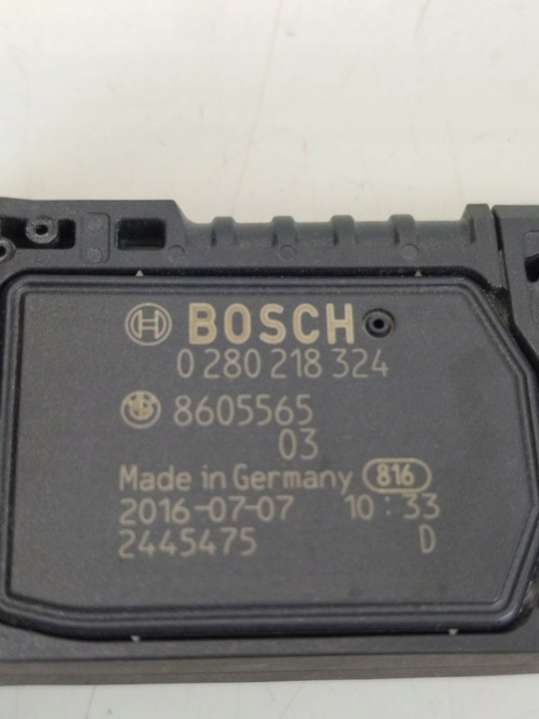 BOSCH
0 280 218 324
8605565
03
Made in Germany 816
2016-07-07 10:33
2445475 D